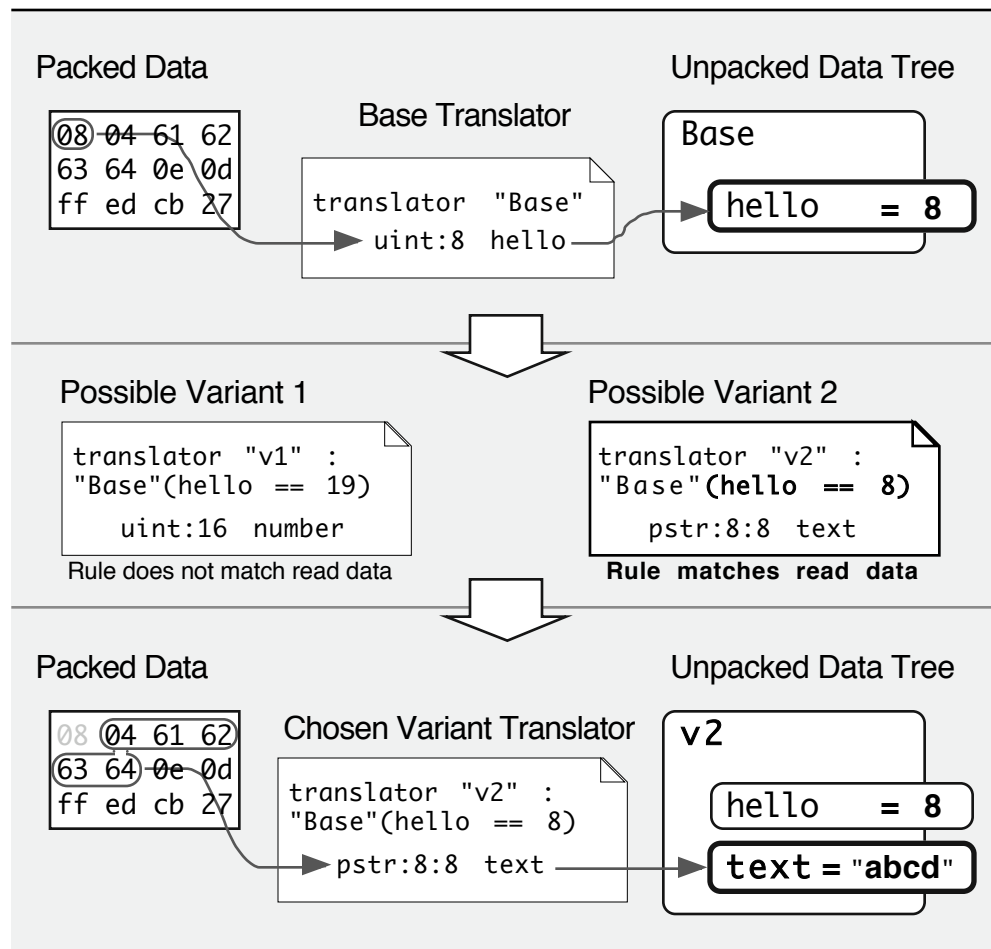 Packed Data
Base Translator
Unpacked Data Tree
08 04 61 62
63 64 0e 0d
ff ed cb 27
translator "Base"
uint:8 hello
Base
hello = 8
Possible Variant 1
translator "v1" :
"Base"(hello == 19)
uint:16 number
Rule does not match read data
Possible Variant 2
translator "v2" :
"Base"(hello == 8)
pstr:8:8 text
Rule matches read data
Packed Data
Chosen Variant Translator
Unpacked Data Tree
08 04 61 62
63 64 0e 0d
ff ed cb 27
translator "v2" :
"Base"(hello == 8)
pstr:8:8 text
v2
hello = 8
text = "abcd"